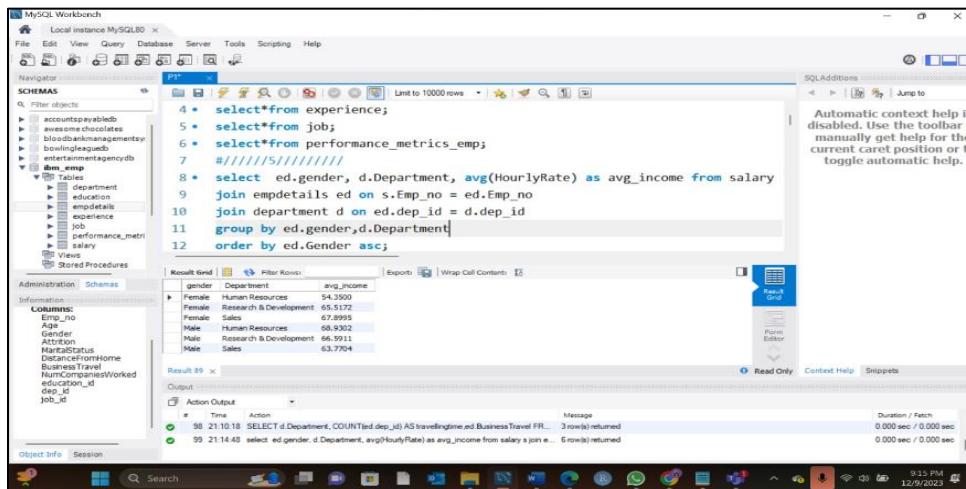 MySQL Workbench
Local instance MySQL80
File Edit View Query Database Server Tools Scripting Help
Navigator
SCHEMAS
Filter objects
accountspayabledb
awesome chocolates
bloodbankmanagementsy
bowlingleaguedb
entertainmentagencydb
ibm_emp
Tables
department
education
empdetails
experience
job
performance_metri
salary
Views
Stored Procedures
Administration Schemas
Information
Columns:
Emp_no
Age
Gender
Attrition
MaritalStatus
DistanceFromHome
BusinessTravel
NumCompaniesWorked
education_id
dep_id
job_id
Object Info Session
P1*
Limit to 10000 rows
4 select*from experience;
5 select*from job;
6 select*from performance_metrics_emp;
7 #//////5/////////
8 select ed.gender, d.Department, avg(HourlyRate) as avg_income from salary
9 join empdetails ed on s.Emp_no = ed.Emp_no
10 join department d on ed.dep_id = d.dep_id
11 group by ed.gender,d.Department
12 order by ed.Gender asc;
Result Grid Filter Rows: Export: Wrap Cell Content:
gender Department avg_income
Female Human Resources 54.3500
Female Research & Development 65.5172
Female Sales 67.8995
Male Human Resources 68.9302
Male Research & Development 66.5911
Male Sales 63.7704
Result Grid
Form Editor
Result 89
Read Only
Output
Action Output
# Time Action Message Duration / Fetch
98 21:10:18 SELECT d.Department, COUNT(ed.dep_id) AS travellingtime,ed.BusinessTravel FR... 3 row(s) returned 0.000 sec / 0.000 sec
99 21:14:48 select ed.gender, d.Department, avg(HourlyRate) as avg_income from salary s join e... 6 row(s) returned 0.000 sec / 0.000 sec
SQLAdditions
Jump to
Automatic context help i
disabled. Use the toolbar
manually get help for the
current caret position or t
toggle automatic help.
Context Help Snippets
Search
9:15 PM
12/9/2023